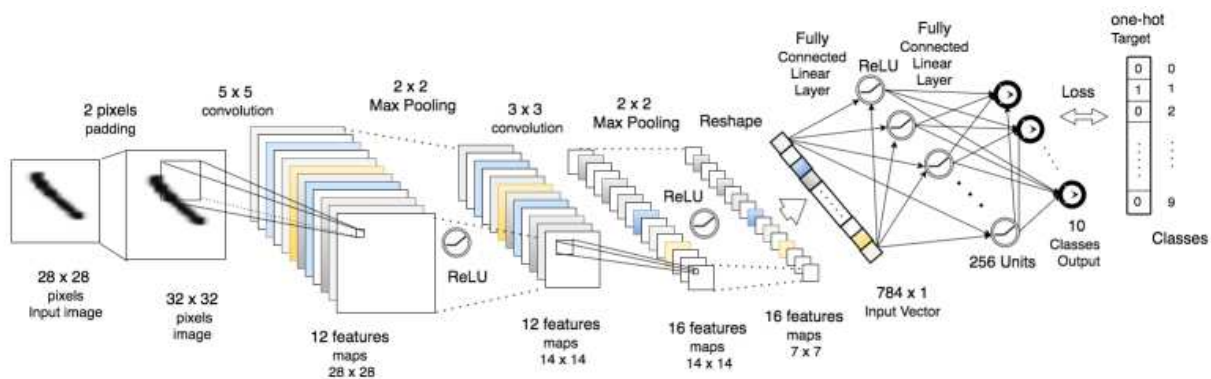 2 pixels
padding
5 x 5
convolution
2 x 2
Max Pooling
3 x 3
convolution
2 x 2
Max Pooling
Reshape
Fully
Connected
Linear
Layer
ReLU
Fully
Connected
Linear
Layer
Loss
one-hot
Target
0 0
1 1
0 2
0 9
Classes
28 x 28
pixels
Input image
32 x 32
pixels
image
ReLU
12 features
maps
28 x 28
12 features
maps
14 x 14
ReLU
16 features
maps
14 x 14
16 features
maps
7 x 7
784 x 1
Input Vector
256 Units
10
Classes
Output